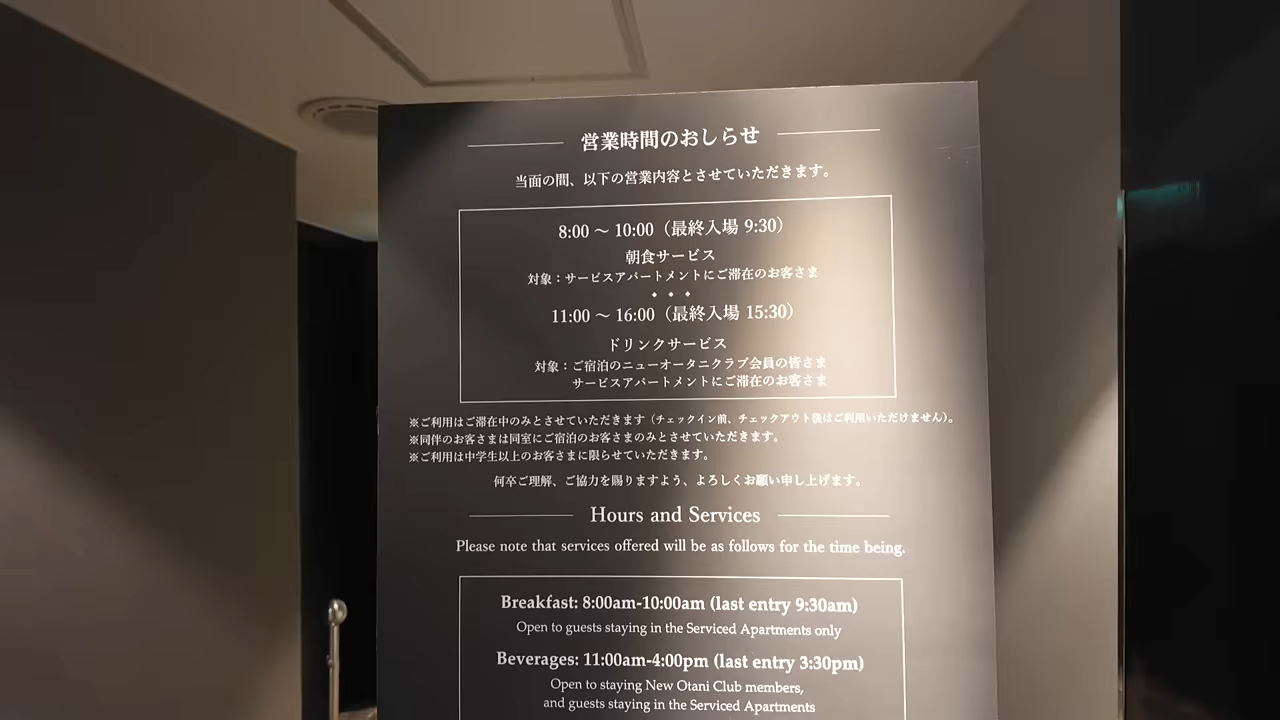 営業時間のおしらせ
当面の間、以下の営業内容とさせていただきます。
8:00 〜 10:00（最終入場 9:30）
朝食サービス
対象：サービスアパートメントにご滞在のお客さま
11:00 〜 16:00（最終入場 15:30）
ドリンクサービス
対象：ご宿泊のニューオータニクラブ会員の皆さま
サービスアパートメントにご滞在のお客さま
※ご利用はご滞在中のみとさせていただきます（チェックイン前、チェックアウト後はご利用いただけません）。
※同伴のお客さまは同室にご宿泊のお客さまのみとさせていただきます。
※ご利用は中学生以上のお客さまに限らせていただきます。
何卒ご理解、ご協力を賜りますよう、よろしくお願い申し上げます。
Hours and Services
Please note that services offered will be as follows for the time being.
Breakfast: 8:00am-10:00am (last entry 9:30am)
Open to guests staying in the Serviced Apartments only
Beverages: 11:00am-4:00pm (last entry 3:30pm)
Open to staying New Otani Club members,
and guests staying in the Serviced Apartments